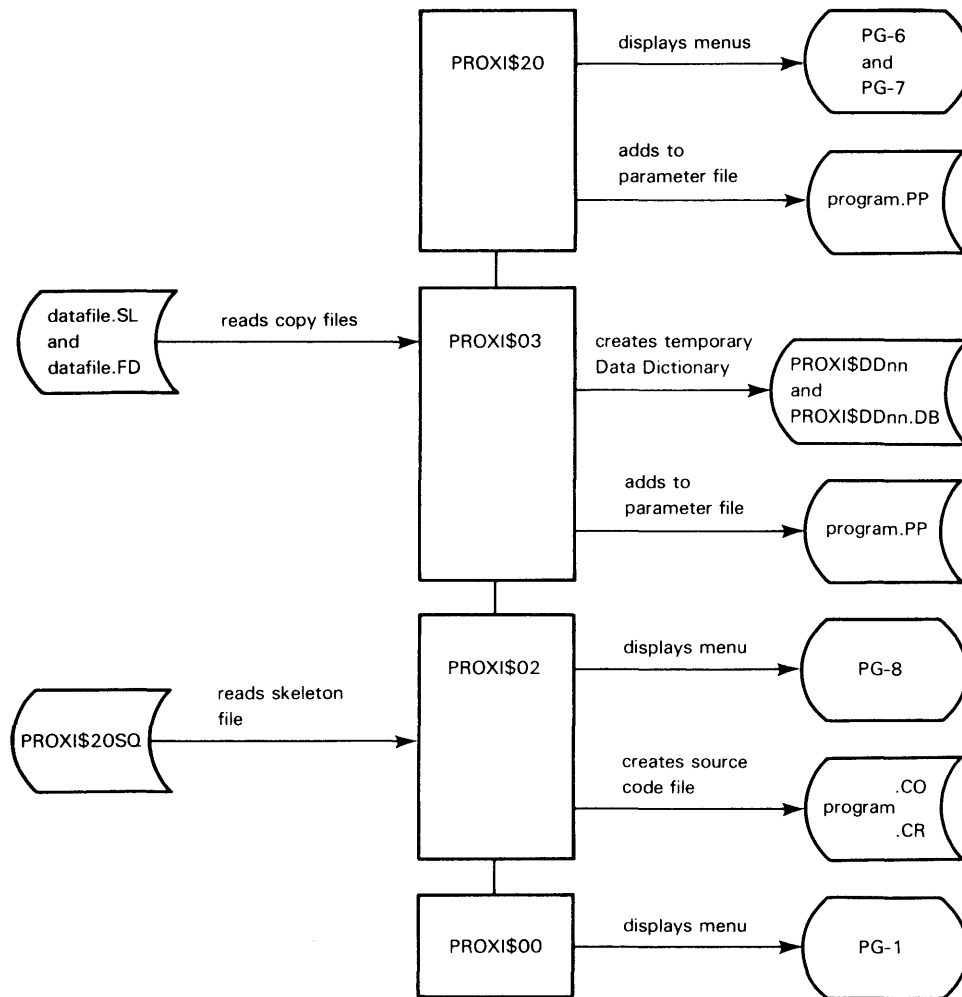 PROXI$20
displays menus
PG-6
and
PG-7
adds to
parameter file
program.PP
datafile.SL
and
datafile.FD
reads copy files
PROXI$03
creates temporary
Data Dictionary
PROXI$DDnn
and
PROXI$DDnn.DB
adds to
parameter file
program.PP
PROXI$20SQ
reads skeleton
file
PROXI$02
displays menu
PG-8
creates source
code file
.CO
program
.CR
PROXI$00
displays menu
PG-1